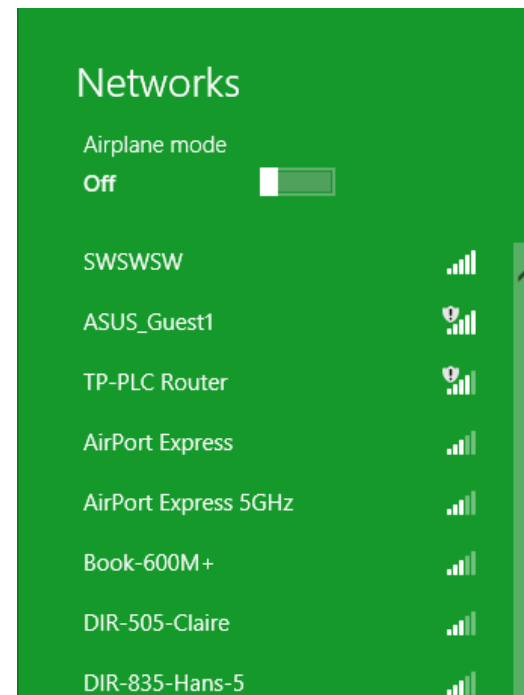 Networks
Airplane mode
Off
SWSWSW
ASUS_Guest1
TP-PLC Router
AirPort Express
AirPort Express 5GHz
Book-600M+
DIR-505-Claire
DIR-835-Hans-5